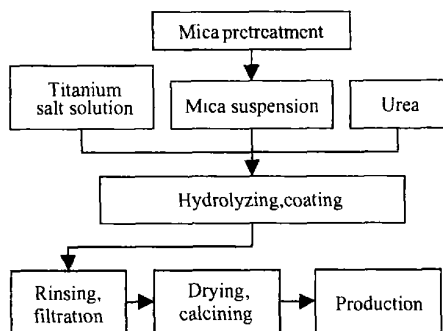 Mica pretreatment
Titanium
salt solution
Mica suspension
Urea
Hydrolyzing,coating
Rinsing,
filtration
Drying,
calcining
Production